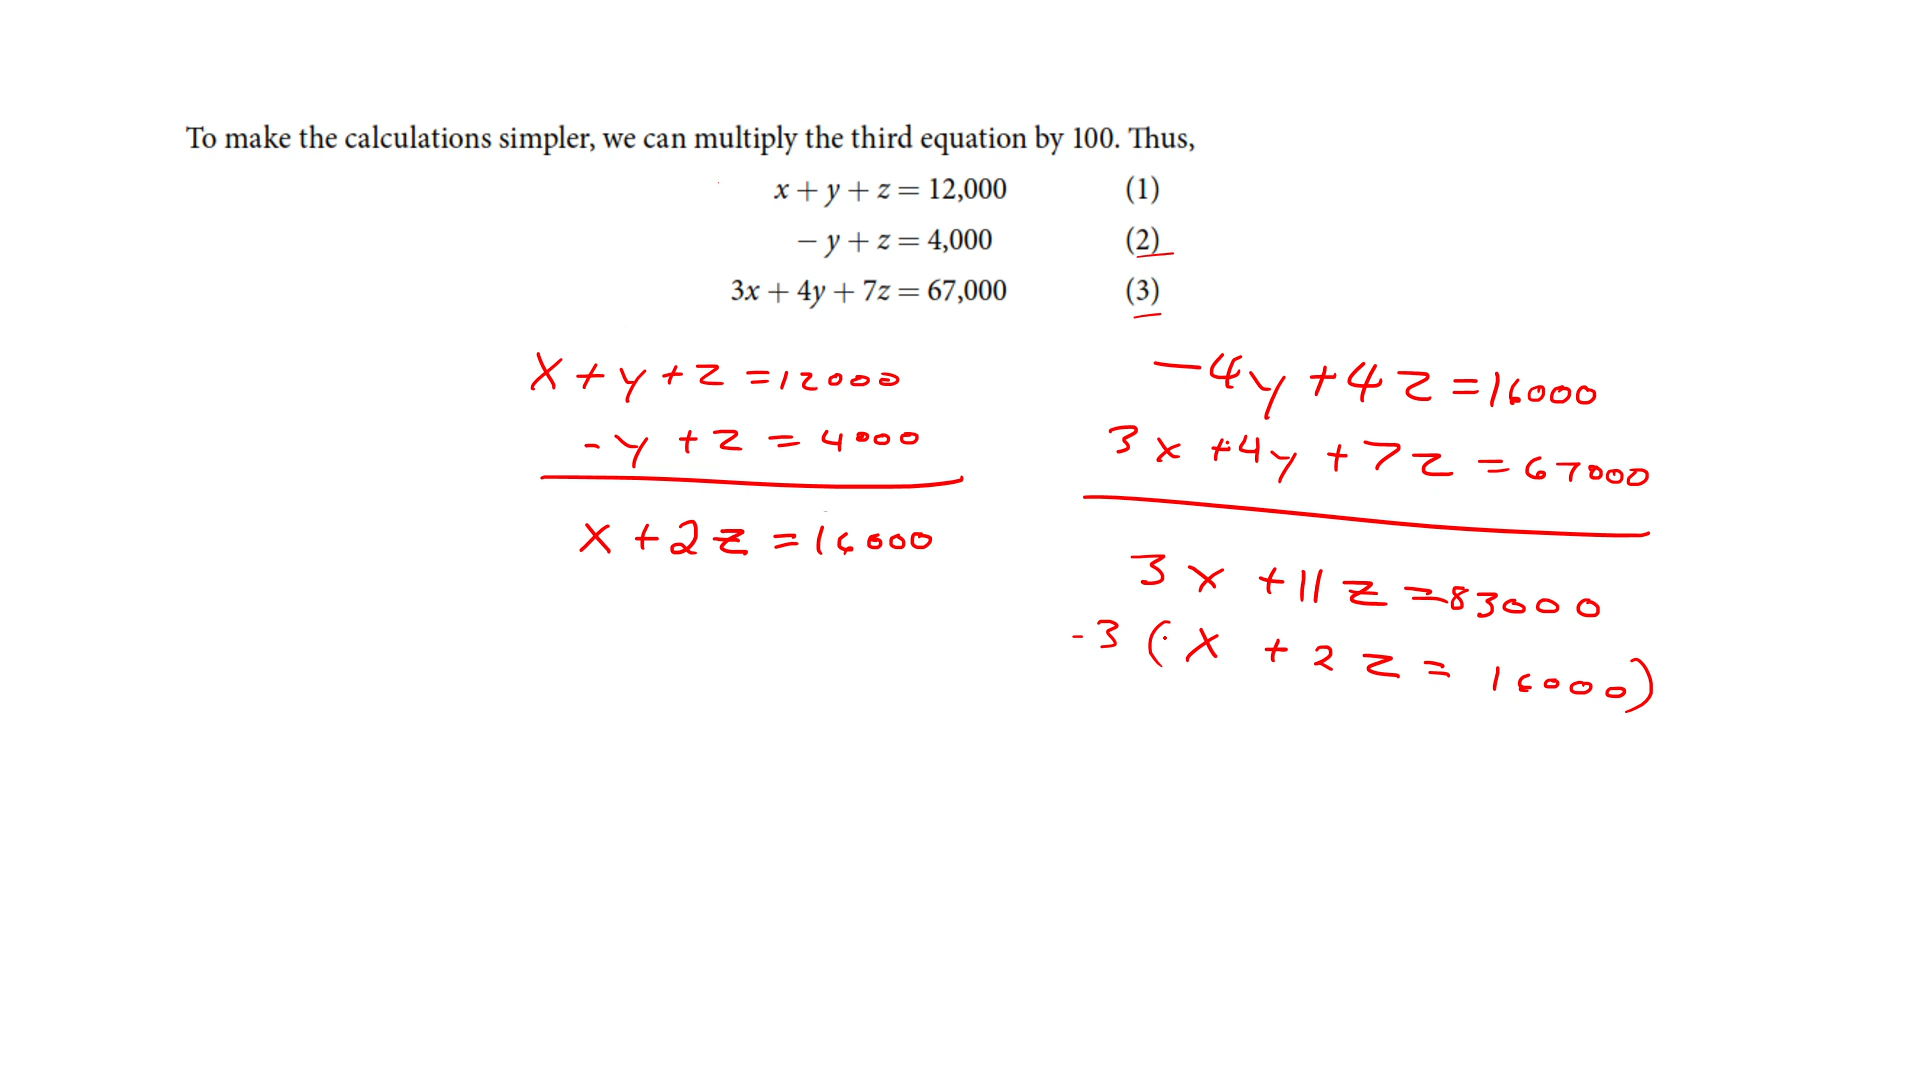 To make the calculations simpler, we can multiply the third equation by 100. Thus,
x + y + z = 12,000 (1)
− y + z = 4,000 (2)
3x + 4y + 7z = 67,000 (3)
x + y + z = 12000
- y + z = 4000
x + 2z = 16000
-4y + 4z = 16000
3x + 4y + 7z = 67000
3x + 11z = 83000
-3 (x + 2z = 16000)